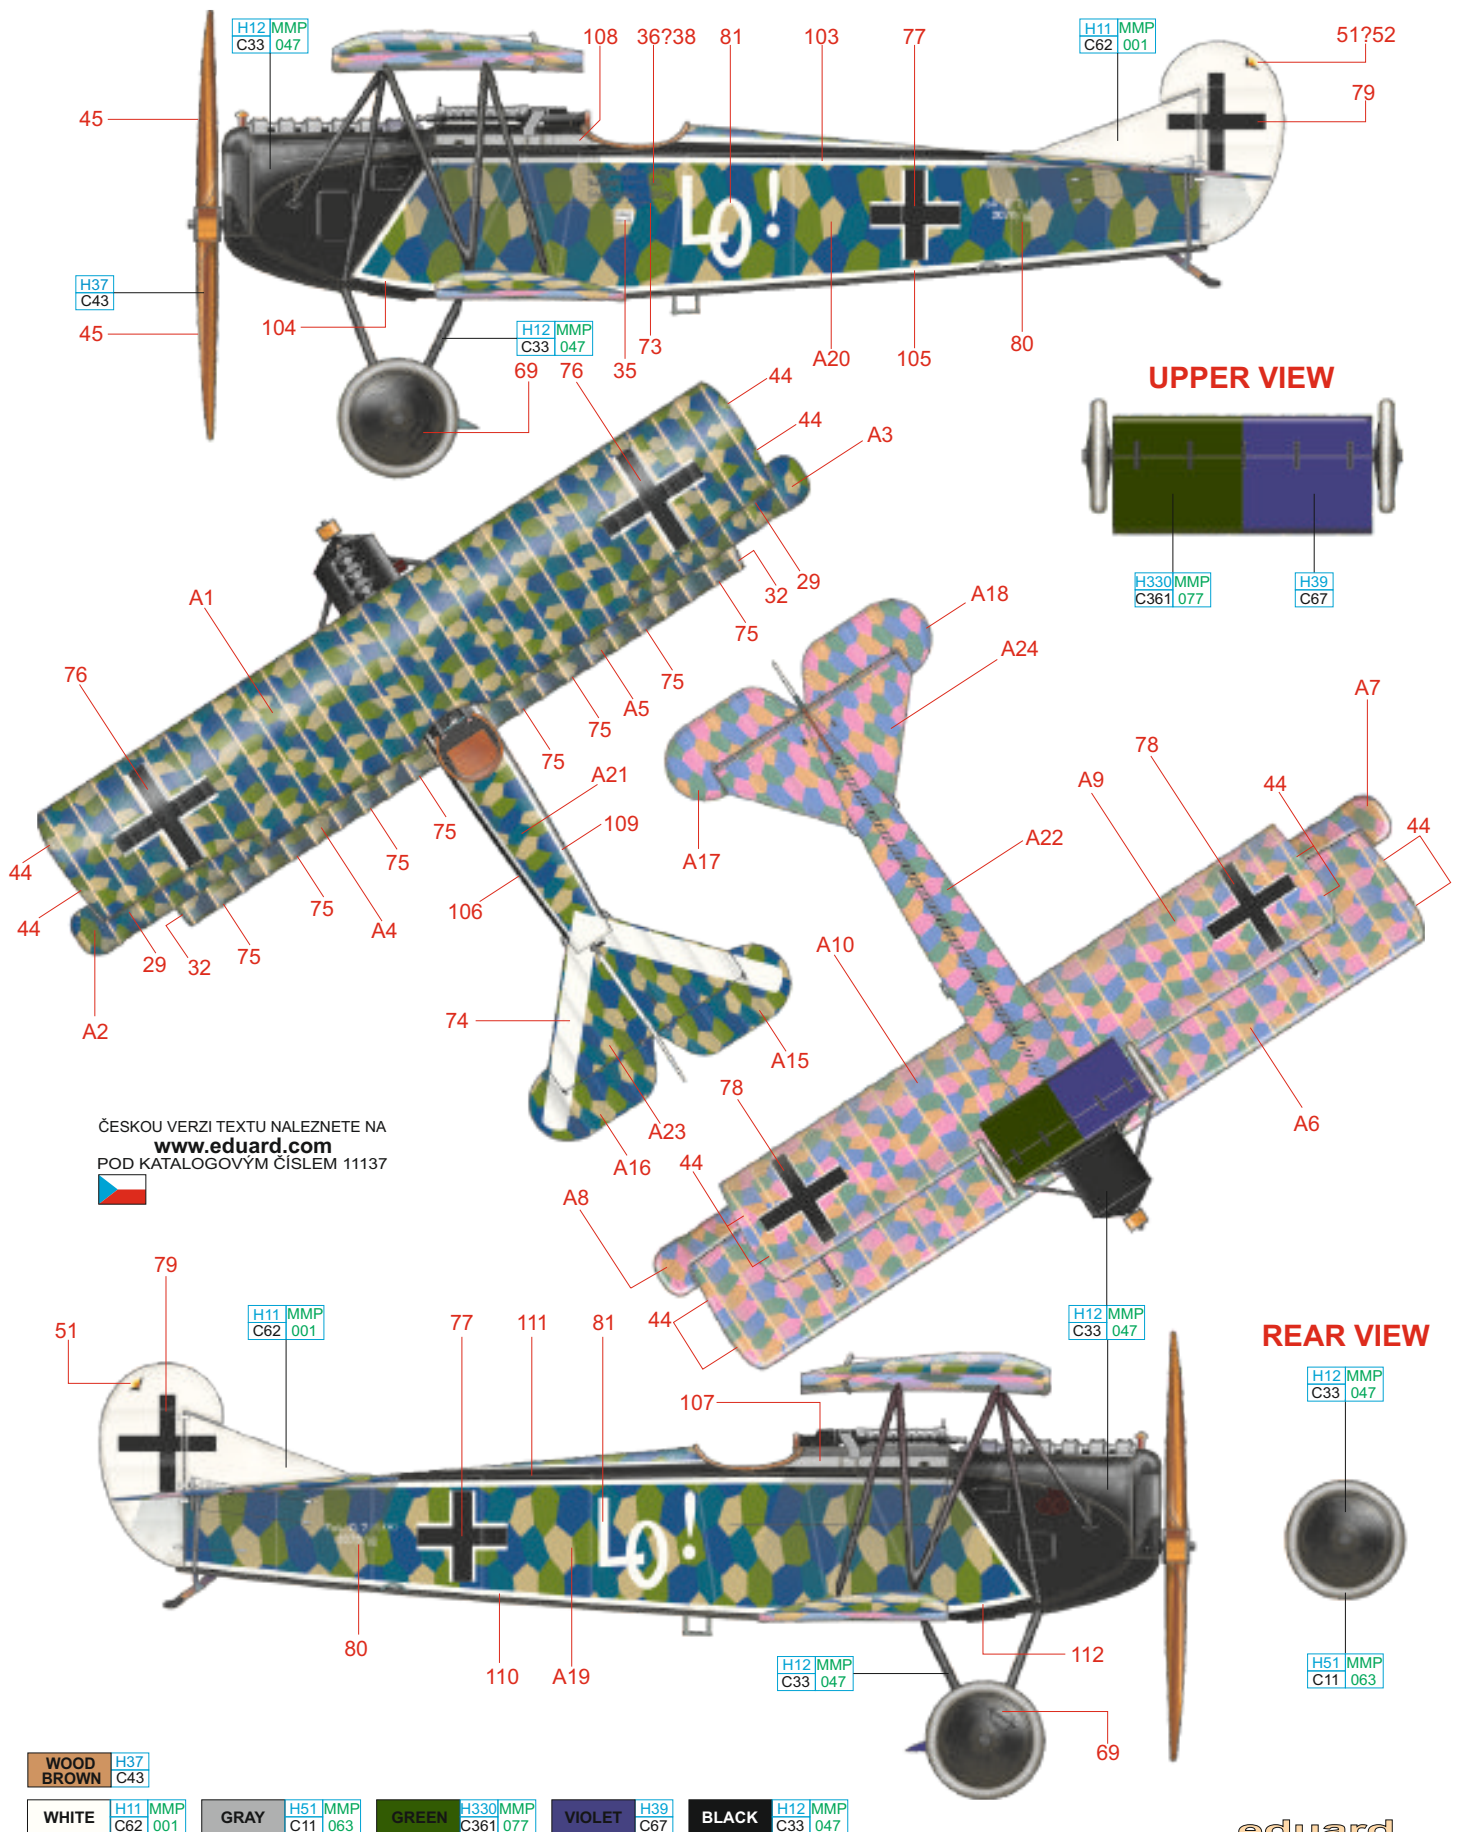 H12 MMP
C33 047
108
36?38
81
103
77
H11 MMP
C62 001
51?52
79
45
H37
C43
45
104
H12 MMP
C33 047
69
76
35
73
A20
105
80
LO!
UPPER VIEW
44
44
A3
H330 MMP
C361 077
H39
C67
29
32
75
A1
76
A18
A24
75
A5
75
75
A7
78
A9
44
44
A21
109
75
75
A17
A22
44
44
106
75
A4
A10
29
32
75
A2
74
A15
78
A6
A23
A16
44
A8
ČESKOU VERZI TEXTU NALEZNETE NA
www.eduard.com
POD KATALOGOVÝM ČÍSLEM 11137
79
51
H11 MMP
C62 001
77
111
81
44
107
H12 MMP
C33 047
REAR VIEW
H12 MMP
C33 047
LO!
80
110
A19
H12 MMP
C33 047
112
69
H51 MMP
C11 063
WOOD BROWN H37 C43
WHITE H11 MMP C62 001
GRAY H51 MMP C11 063
GREEN H330 MMP C361 077
VIOLET H39 C67
BLACK H12 MMP C33 047
eduard